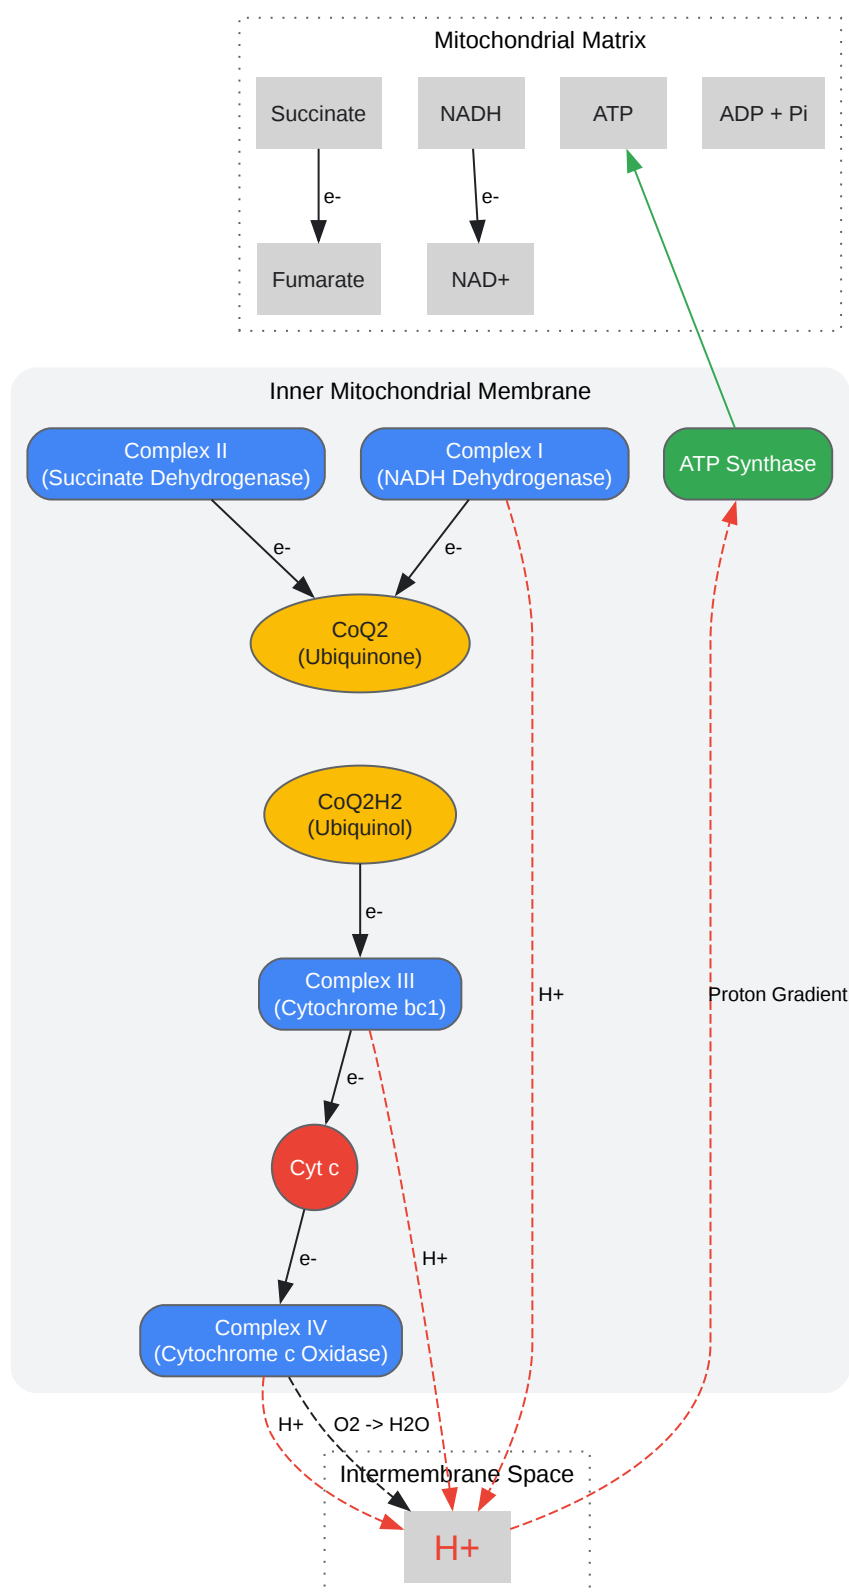 Mitochondrial Matrix
Succinate
NADH
ATP
ADP + Pi
e-
e-
Fumarate
NAD+
Inner Mitochondrial Membrane
Complex II
(Succinate Dehydrogenase)
Complex I
(NADH Dehydrogenase)
ATP Synthase
e-
e-
CoQ2
(Ubiquinone)
CoQ2H2
(Ubiquinol)
e-
Complex III
(Cytochrome bc1)
H+
Proton Gradient
e-
Cyt c
e-
H+
Complex IV
(Cytochrome c Oxidase)
H+
O2 -> H2O
Intermembrane Space
H+